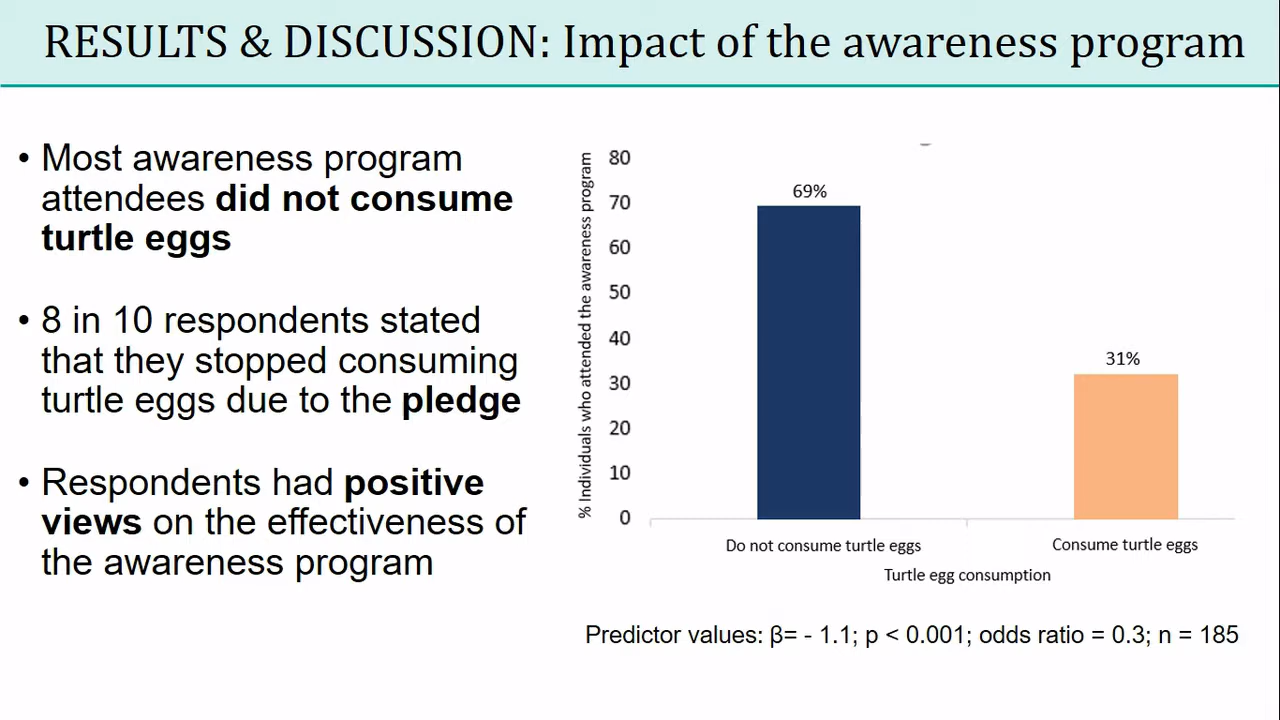 RESULTS & DISCUSSION: Impact of the awareness program
• Most awareness program
attendees did not consume
turtle eggs
• 8 in 10 respondents stated
that they stopped consuming
turtle eggs due to the pledge
• Respondents had positive
views on the effectiveness of
the awareness program
% Individuals who attended the awareness program
80
70
60
50
40
30
20
10
0
69%
31%
Do not consume turtle eggs
Consume turtle eggs
Turtle egg consumption
Predictor values: β= - 1.1; p < 0.001; odds ratio = 0.3; n = 185